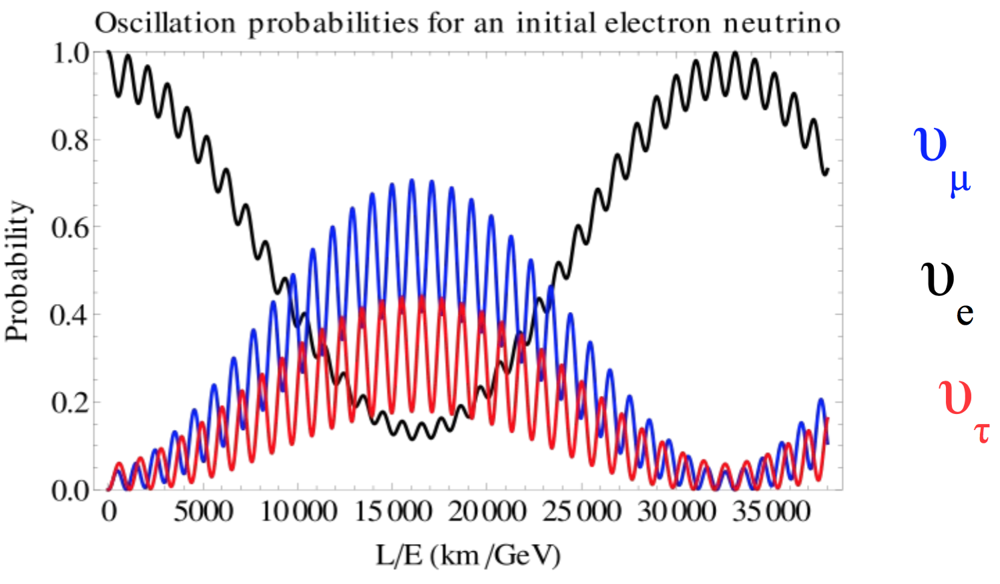 Oscillation probabilities for an initial electron neutrino
Probability
1.0
0.8
0.6
0.4
0.2
0.0
0 5000 10000 15000 20000 25000 30000 35000
L/E (km/GeV)
υμ
υe
υτ